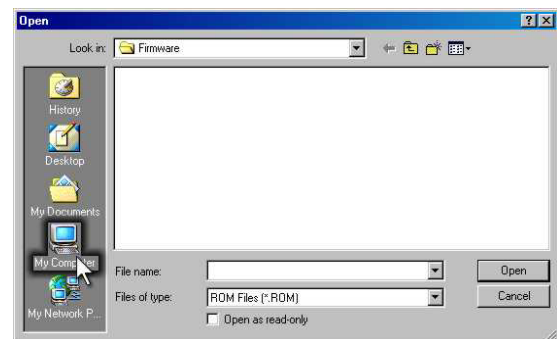 Open
Look in: Firmware
History
Desktop
My Documents
My Computer
My Network P...
File name:
Open
Files of type: ROM Files (*.ROM)
Cancel
Open as read-only